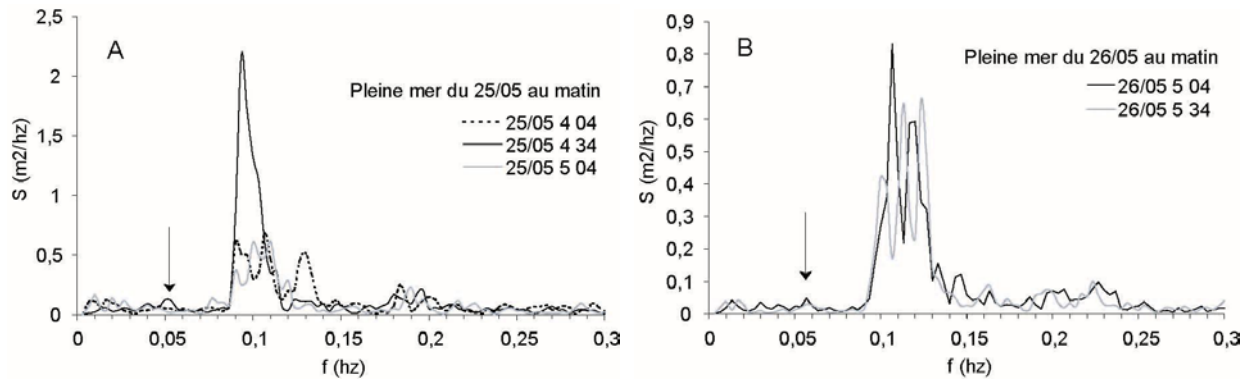 A
Pleine mer du 25/05 au matin
25/05 4 04
25/05 4 34
25/05 5 04
S (m2/hz)
2,5
2
1,5
1
0,5
0
0 0,05 0,1 0,15 0,2 0,25 0,3
f (hz)
B
Pleine mer du 26/05 au matin
26/05 5 04
26/05 5 34
S (m2/hz)
0,9
0,8
0,7
0,6
0,5
0,4
0,3
0,2
0,1
0
0 0,05 0,1 0,15 0,2 0,25 0,3
f (hz)